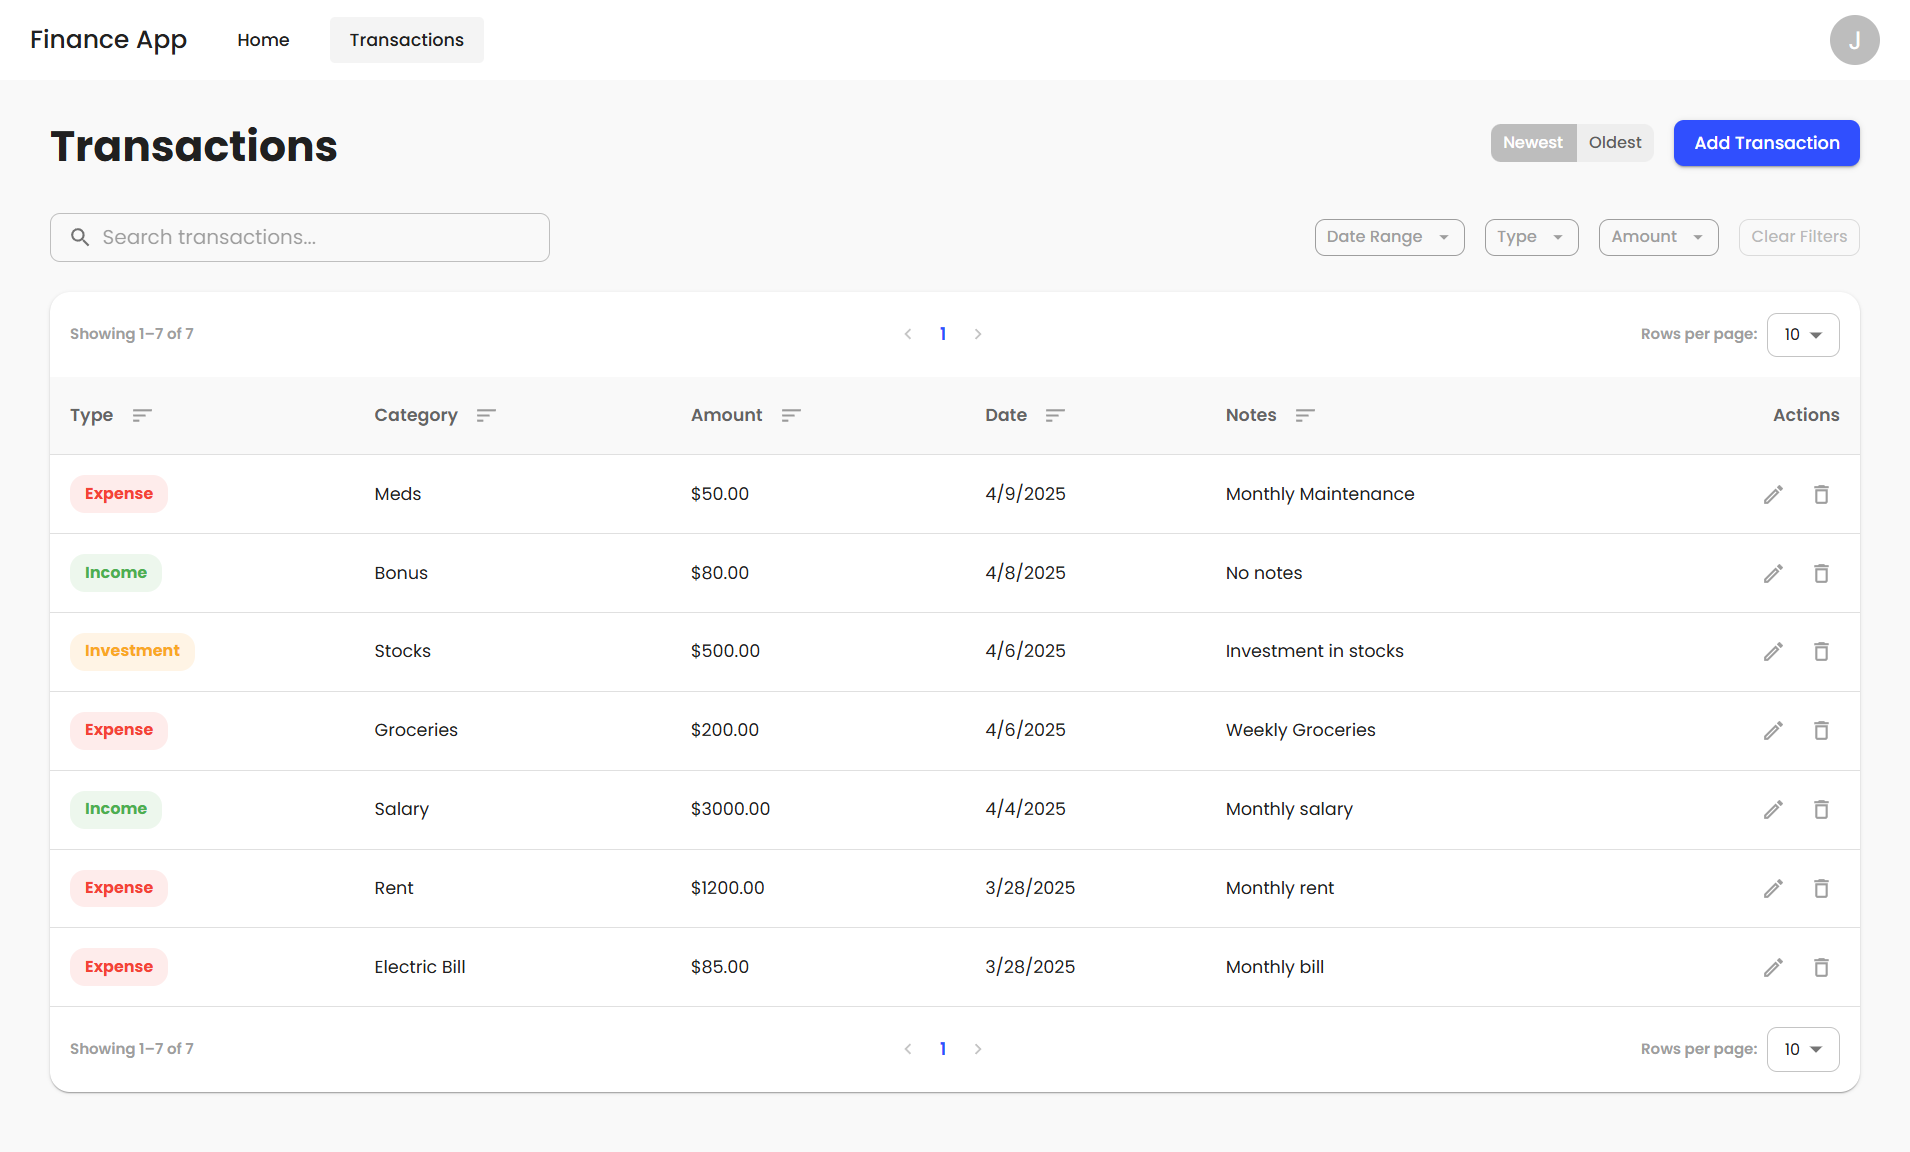 Finance App Home Transactions J
Transactions Newest Oldest Add Transaction
Search transactions... Date Range Type Amount Clear Filters
Showing 1–7 of 7 1 Rows per page: 10
Type Category Amount Date Notes Actions
Expense Meds $50.00 4/9/2025 Monthly Maintenance
Income Bonus $80.00 4/8/2025 No notes
Investment Stocks $500.00 4/6/2025 Investment in stocks
Expense Groceries $200.00 4/6/2025 Weekly Groceries
Income Salary $3000.00 4/4/2025 Monthly salary
Expense Rent $1200.00 3/28/2025 Monthly rent
Expense Electric Bill $85.00 3/28/2025 Monthly bill
Showing 1–7 of 7 1 Rows per page: 10